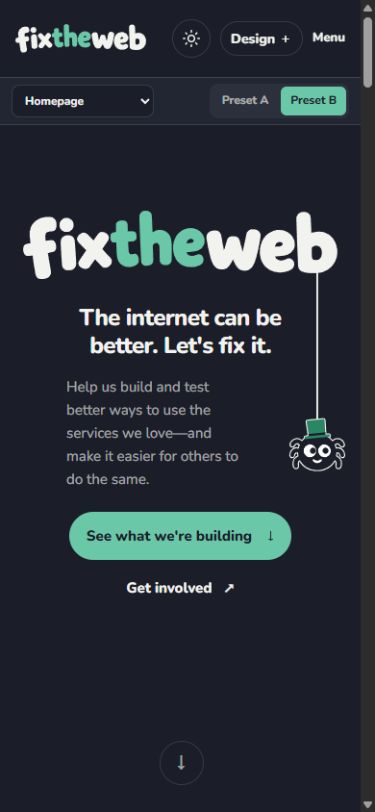 fixtheweb
Design +
Menu
Homepage
Preset A
Preset B
fixtheweb
The internet can be
better. Let's fix it.
Help us build and test
better ways to use the
services we love—and
make it easier for others to
do the same.
See what we're building ↓
Get involved ↗
↓